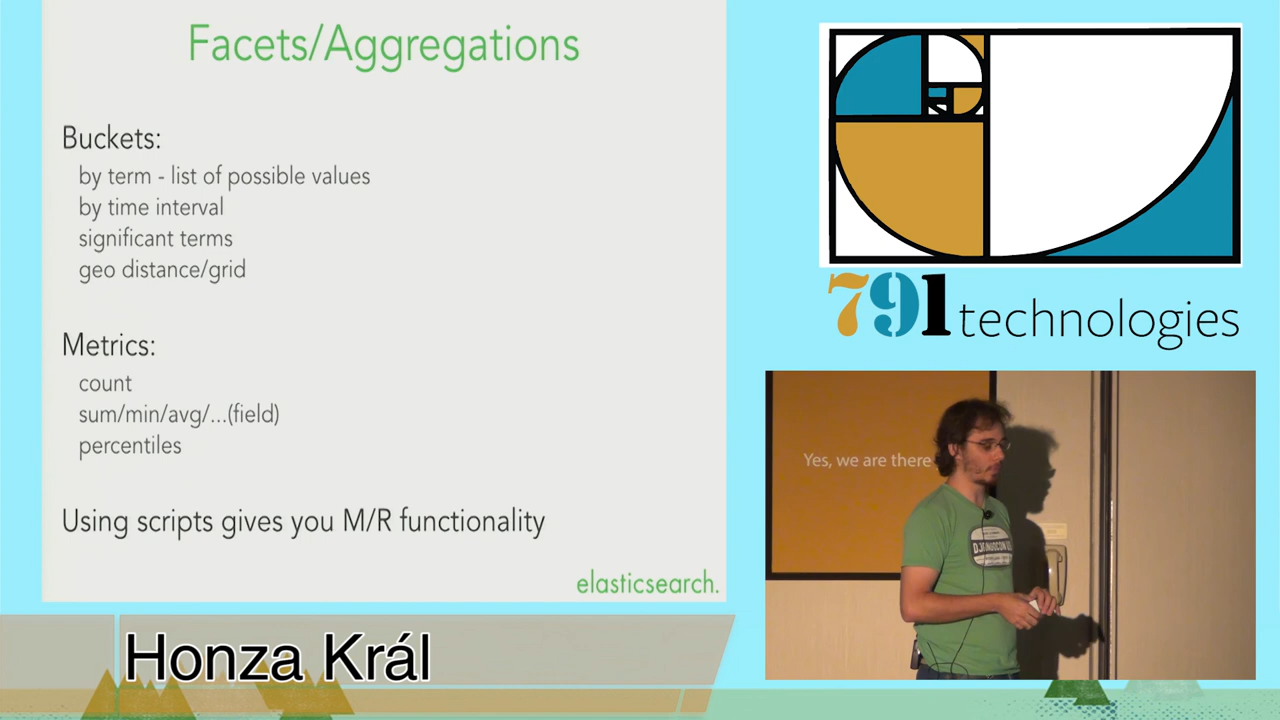 Facets/Aggregations
Buckets:
by term - list of possible values
by time interval
significant terms
geo distance/grid
Metrics:
count
sum/min/avg/...(field)
percentiles
Using scripts gives you M/R functionality
elasticsearch.
Honza Král
791 technologies
Yes, we are there